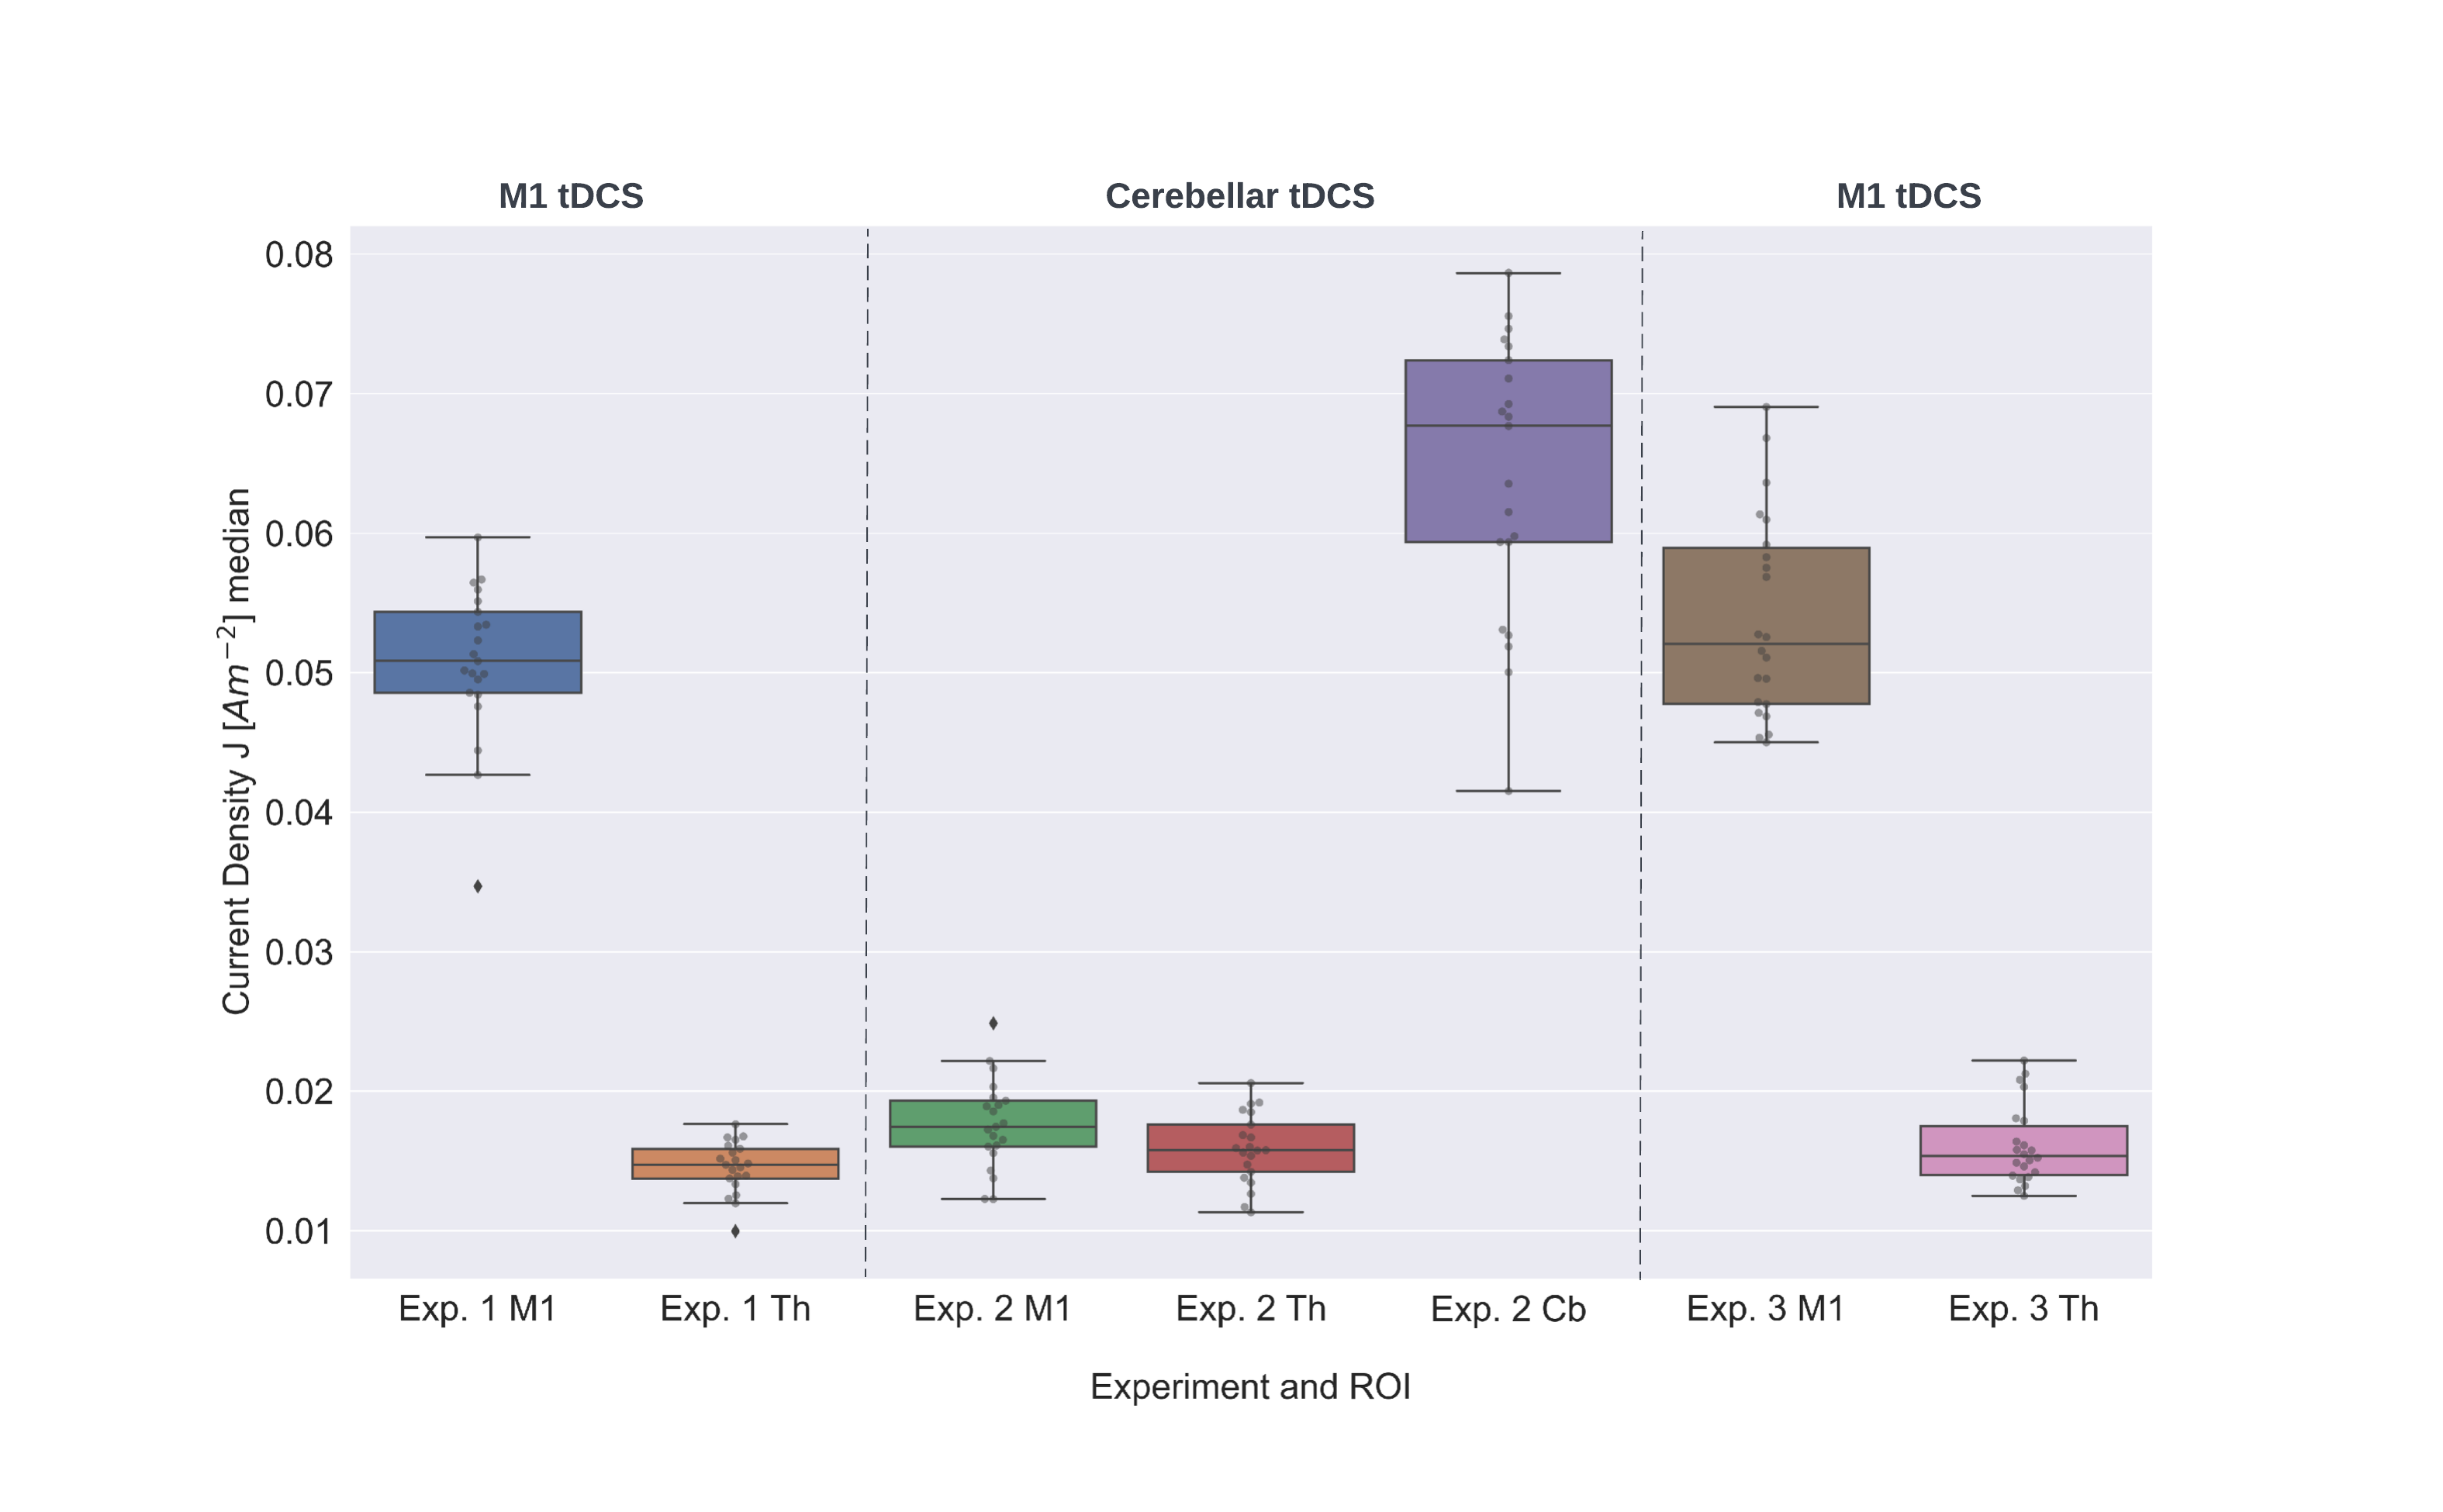 M1 tDCS Cerebellar tDCS M1 tDCS
0.08
0.07
0.06
0.05
0.04
0.03
0.02
0.01
Current Density J [Am⁻²] median
Exp. 1 M1 Exp. 1 Th Exp. 2 M1 Exp. 2 Th Exp. 2 Cb Exp. 3 M1 Exp. 3 Th
Experiment and ROI